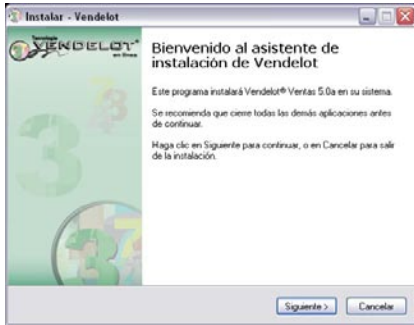 Instalar - Vendelot
Tecnología
VENDELOT
en línea
Bienvenido al asistente de
instalación de Vendelot
Este programa instalará Vendelot® Ventas 5.0a en su sistema.
Se recomienda que cierre todas las demás aplicaciones antes
de continuar.
Haga clic en Siguiente para continuar, o en Cancelar para salir
de la instalación.
Siguiente >
Cancelar